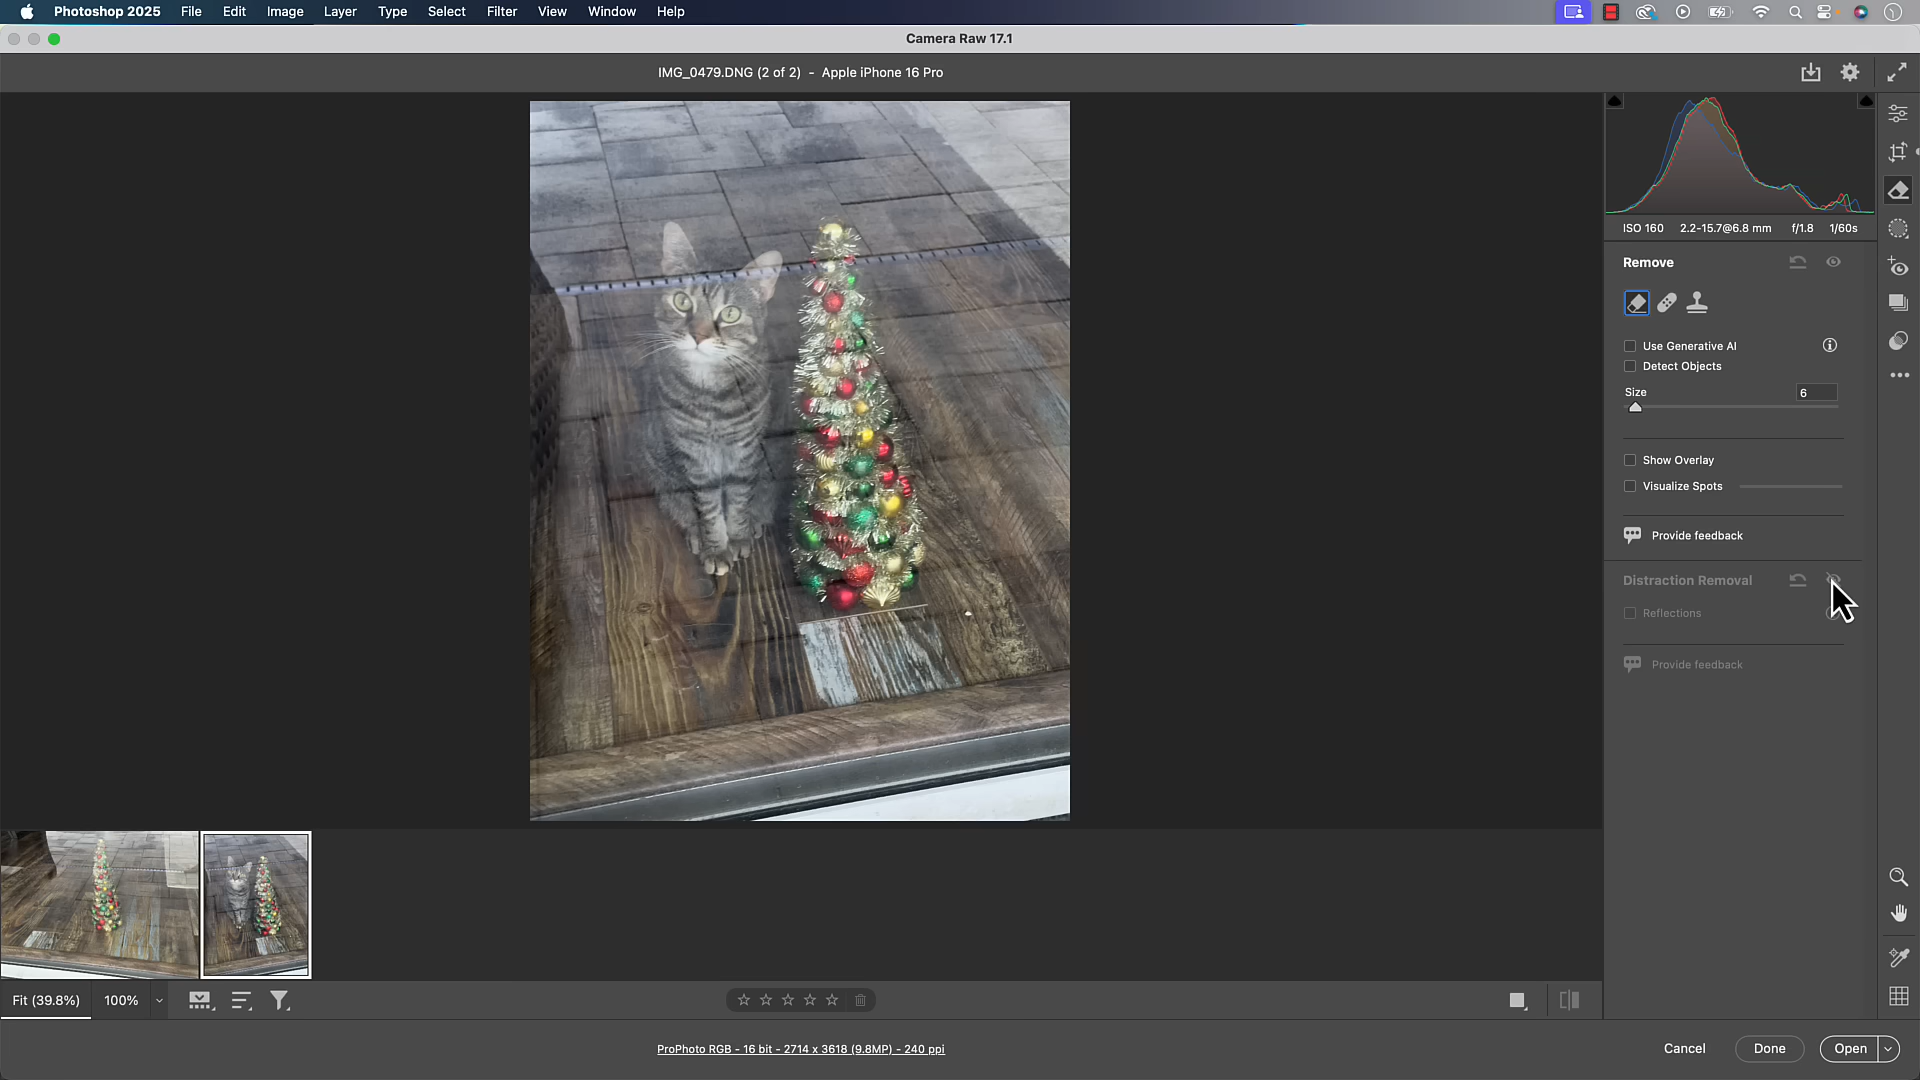 Photoshop 2025 File Edit Image Layer Type Select Filter View Window Help
Camera Raw 17.1
IMG_0479.DNG (2 of 2) - Apple iPhone 16 Pro
ISO 160 2.2-15.7@6.8 mm f/1.8 1/60s
Remove
Use Generative AI
Detect Objects
Size 6
Show Overlay
Visualize Spots
Provide feedback
Distraction Removal
Reflections
Provide feedback
Fit (39.8%) 100%
ProPhoto RGB - 16 bit - 2714 x 3618 (9.8MP) - 240 ppi
Cancel Done Open